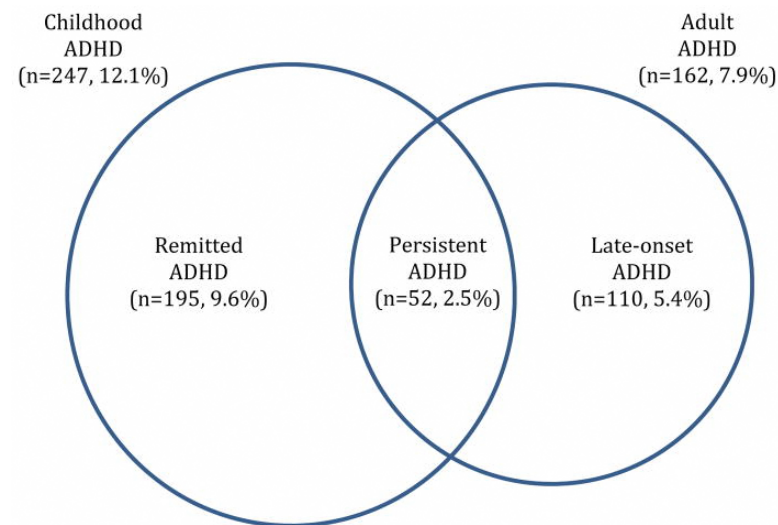 Childhood
ADHD
(n=247, 12.1%)
Adult
ADHD
(n=162, 7.9%)
Remitted
ADHD
(n=195, 9.6%)
Persistent
ADHD
(n=52, 2.5%)
Late-onset
ADHD
(n=110, 5.4%)